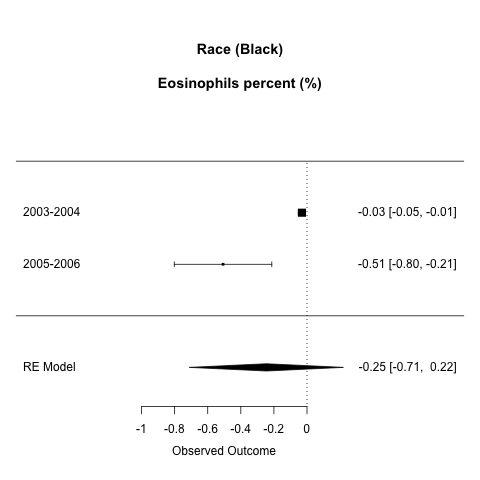 Race (Black)
Eosinophils percent (%)
2003-2004 -0.03 [-0.05, -0.01]
2005-2006 -0.51 [-0.80, -0.21]
RE Model -0.25 [-0.71, 0.22]
-1 -0.8 -0.6 -0.4 -0.2 0
Observed Outcome